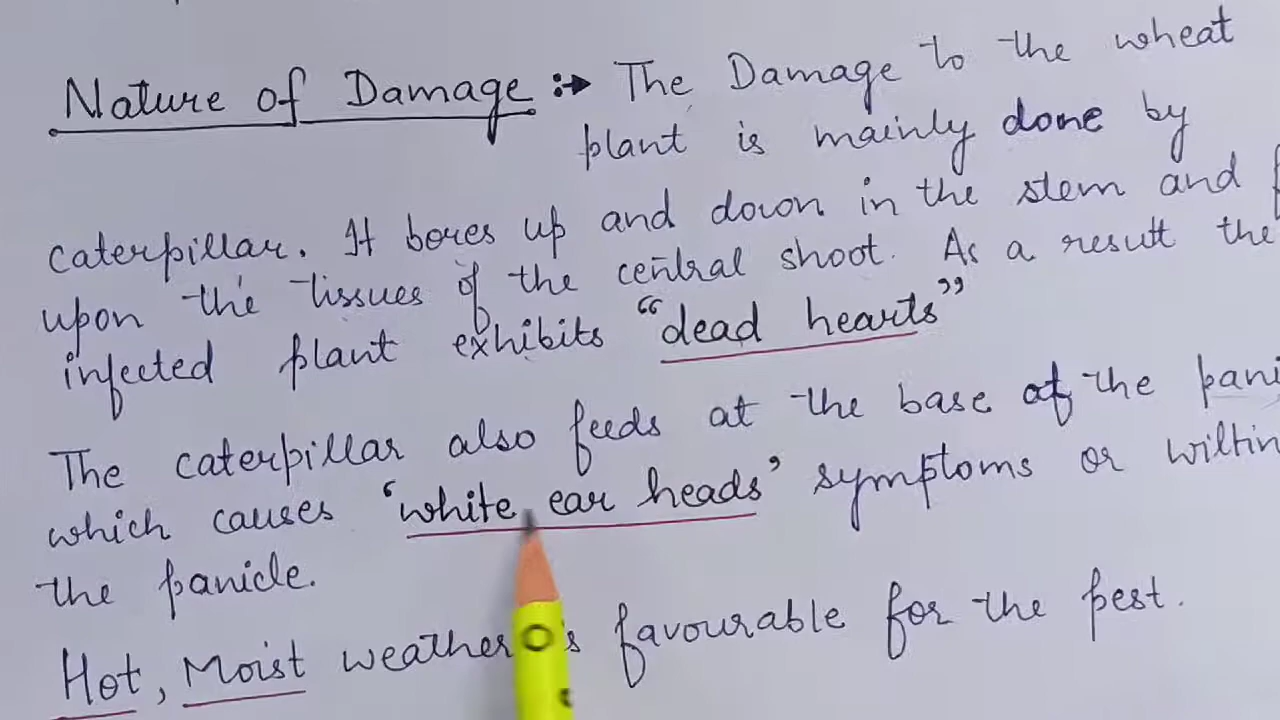 Nature of Damage :→ The Damage to the wheat
plant is mainly done by
caterpillar. It bores up and down in the stem and
upon the tissues of the central shoot. As a result the
infected plant exhibits "dead hearts"
The caterpillar also feeds at the base of the pani
which causes 'white ear heads' symptoms or wiltin
the panicle.
Hot, Moist weather is favourable for the pest.